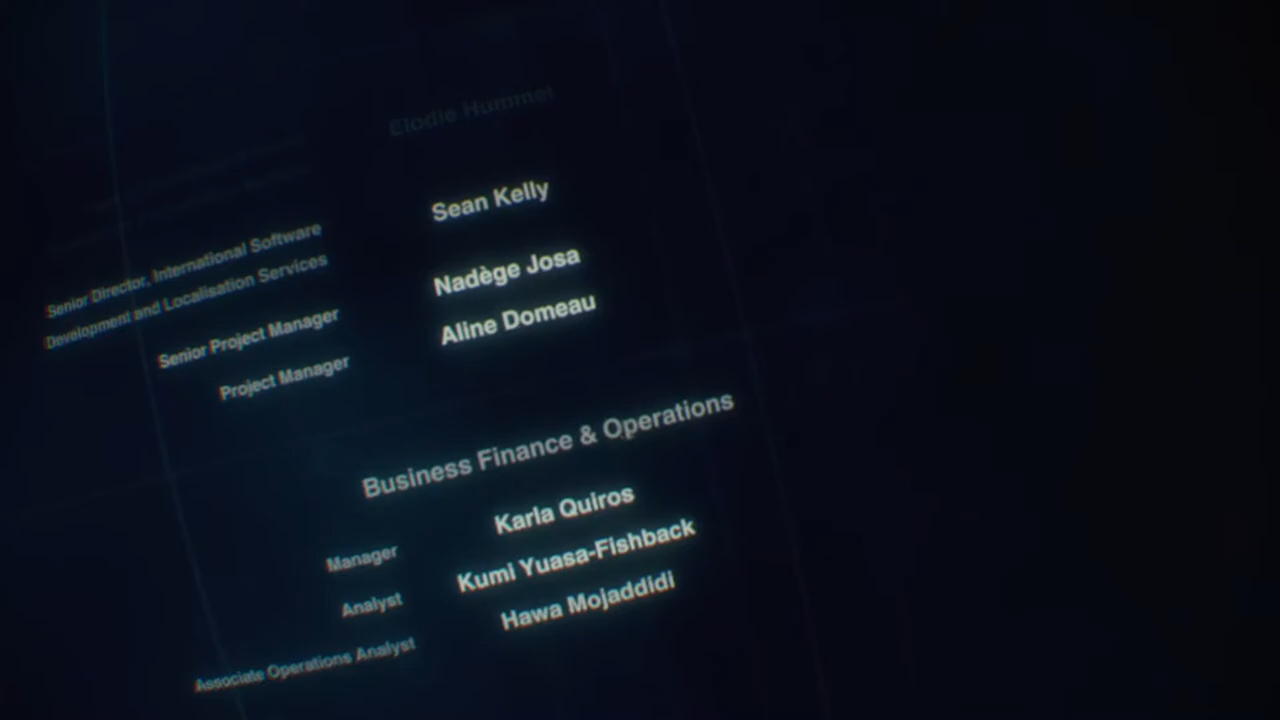 Elodie Hummel
Senior Director, International Software
Development and Localisation Services
Sean Kelly
Senior Project Manager
Nadège Josa
Project Manager
Aline Domeau
Business Finance & Operations
Manager
Karla Quiros
Analyst
Kumi Yuasa-Fishback
Associate Operations Analyst
Hawa Mojaddidi